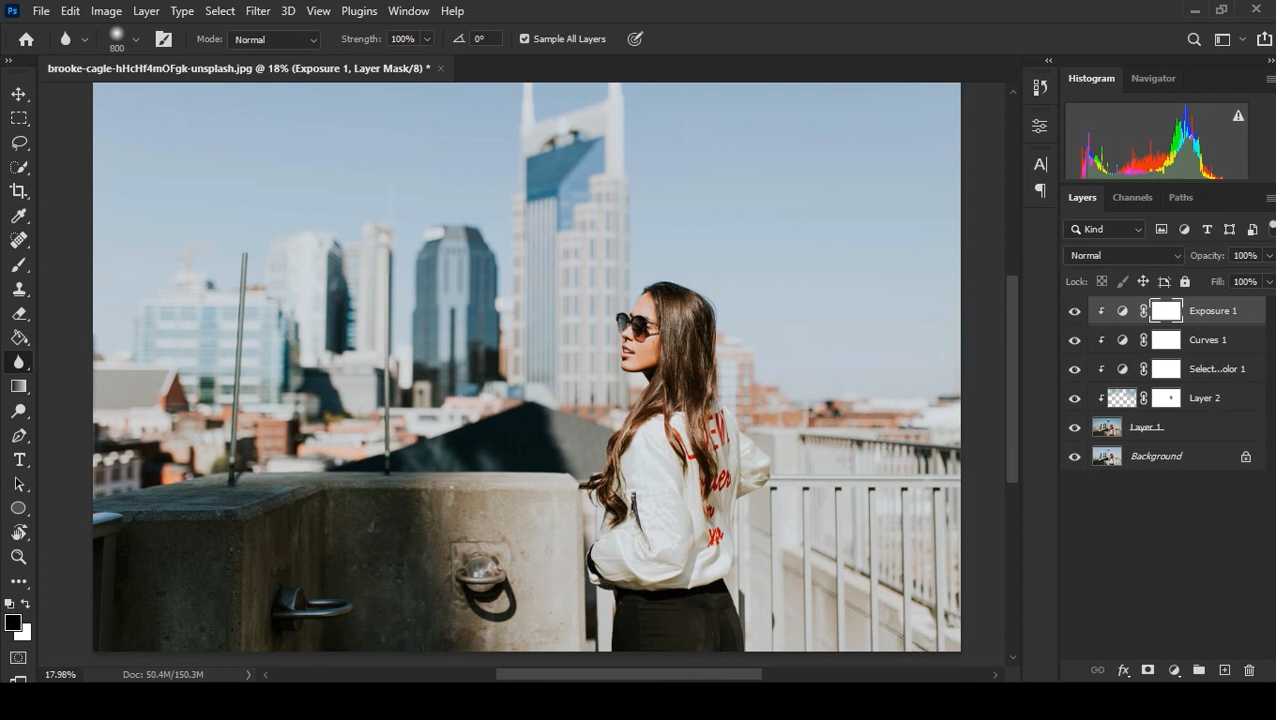 Ps File Edit Image Layer Type Select Filter 3D View Plugins Window Help
800 Mode: Normal Strength: 100% 0° Sample All Layers
brooke-cagle-hHcHf4mOFgk-unsplash.jpg @ 18% (Exposure 1, Layer Mask/8) *
Histogram Navigator
Layers Channels Paths
Kind
Normal Opacity: 100%
Lock: Fill: 100%
Exposure 1
Curves 1
Select...olor 1
Layer 2
Layer 1
Background
17.98% Doc: 50.4M/150.3M